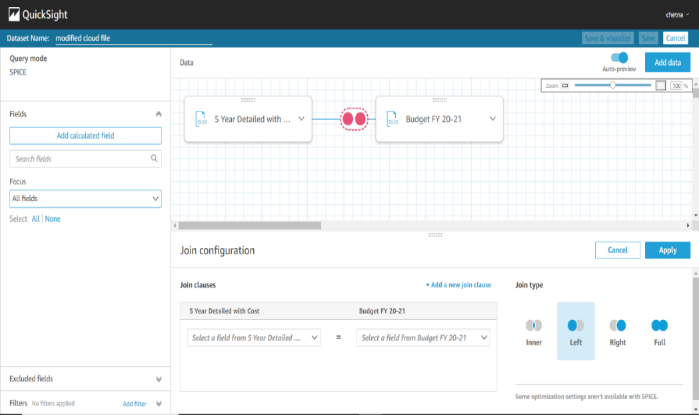 QuickSight
chetna
Dataset Name: modified cloud file
Save & visualize Save Cancel
Query mode
SPICE
Data
Auto-preview
Add data
Zoom 100 %
Fields
Add calculated field
Search fields
Focus
All fields
Select All | None
5 Year Detailed with ...
Budget FY 20-21
Join configuration
Cancel Apply
Join clauses
+ Add a new join clause
5 Year Detailed with Cost Budget FY 20-21
Select a field from 5 Year Detailed ... = Select a field from Budget FY 20-21
Join type
Inner Left Right Full
Some optimization settings aren't available with SPICE.
Excluded fields
Filters No filters applied Add filter